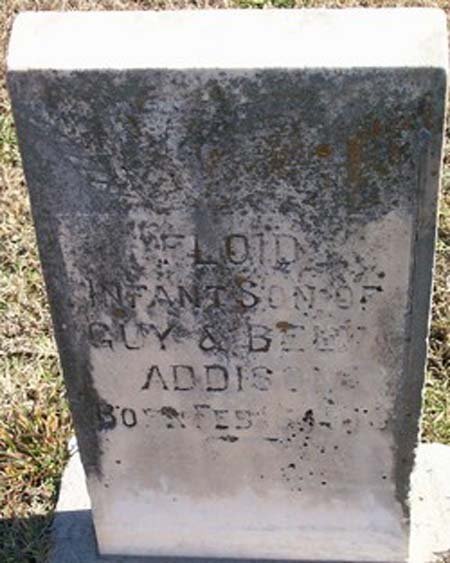 FLOID
INFANT SON OF
GUY & 
ADDISON
BORN FEB